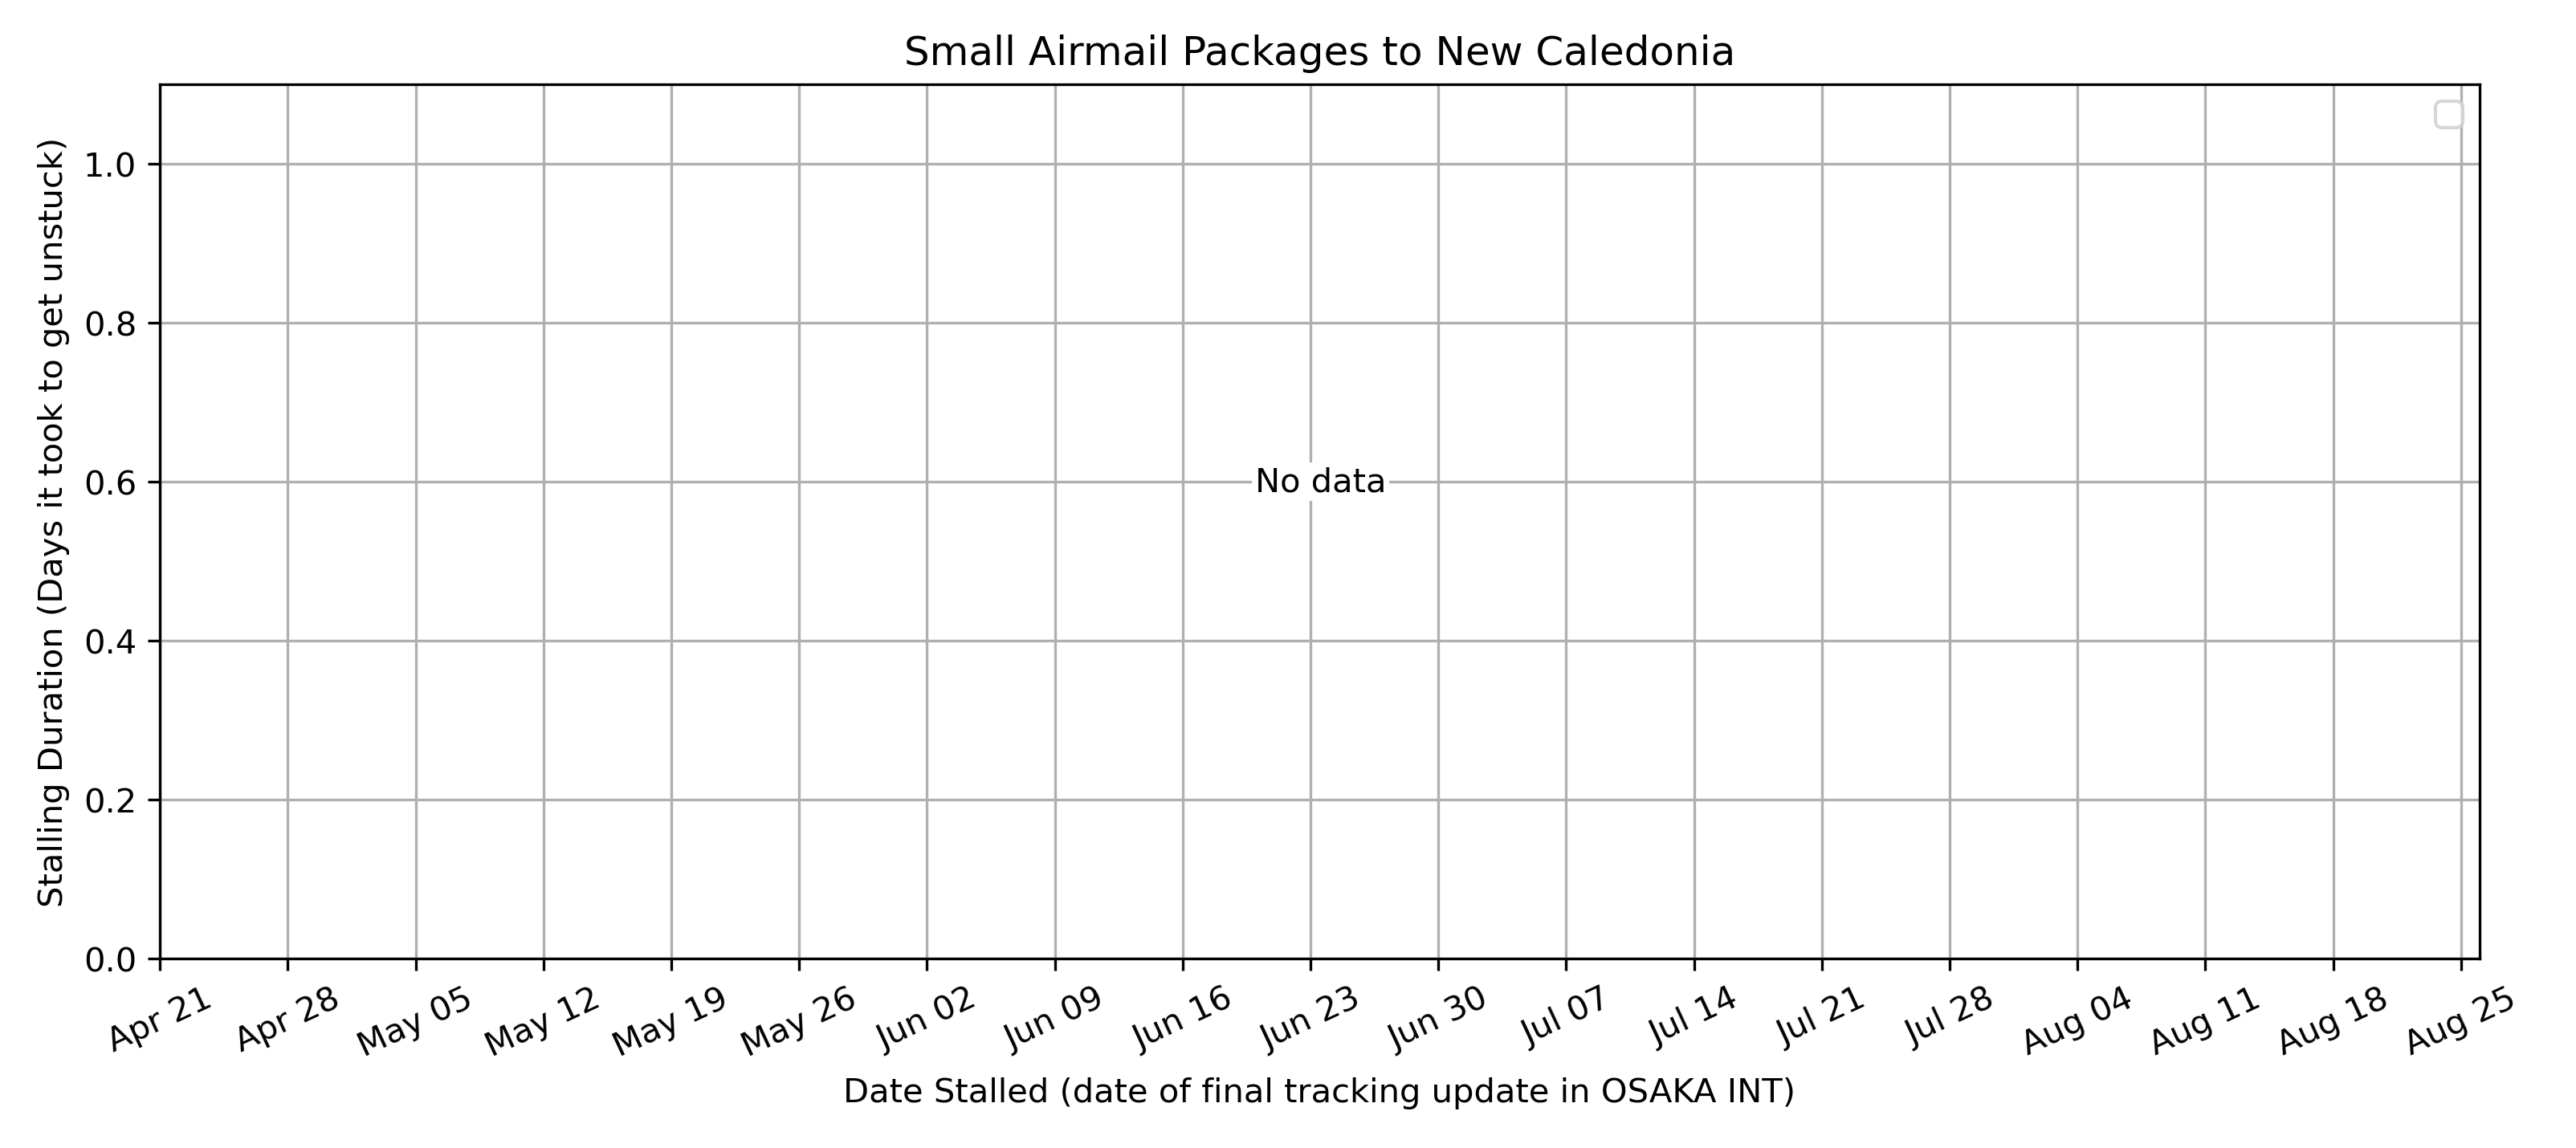 Small Airmail Packages to New Caledonia
Stalling Duration (Days it took to get unstuck)
1.0
0.8
0.6
0.4
0.2
0.0
No data
Apr 21 Apr 28 May 05 May 12 May 19 May 26 Jun 02 Jun 09 Jun 16 Jun 23 Jun 30 Jul 07 Jul 14 Jul 21 Jul 28 Aug 04 Aug 11 Aug 18 Aug 25
Date Stalled (date of final tracking update in OSAKA INT)